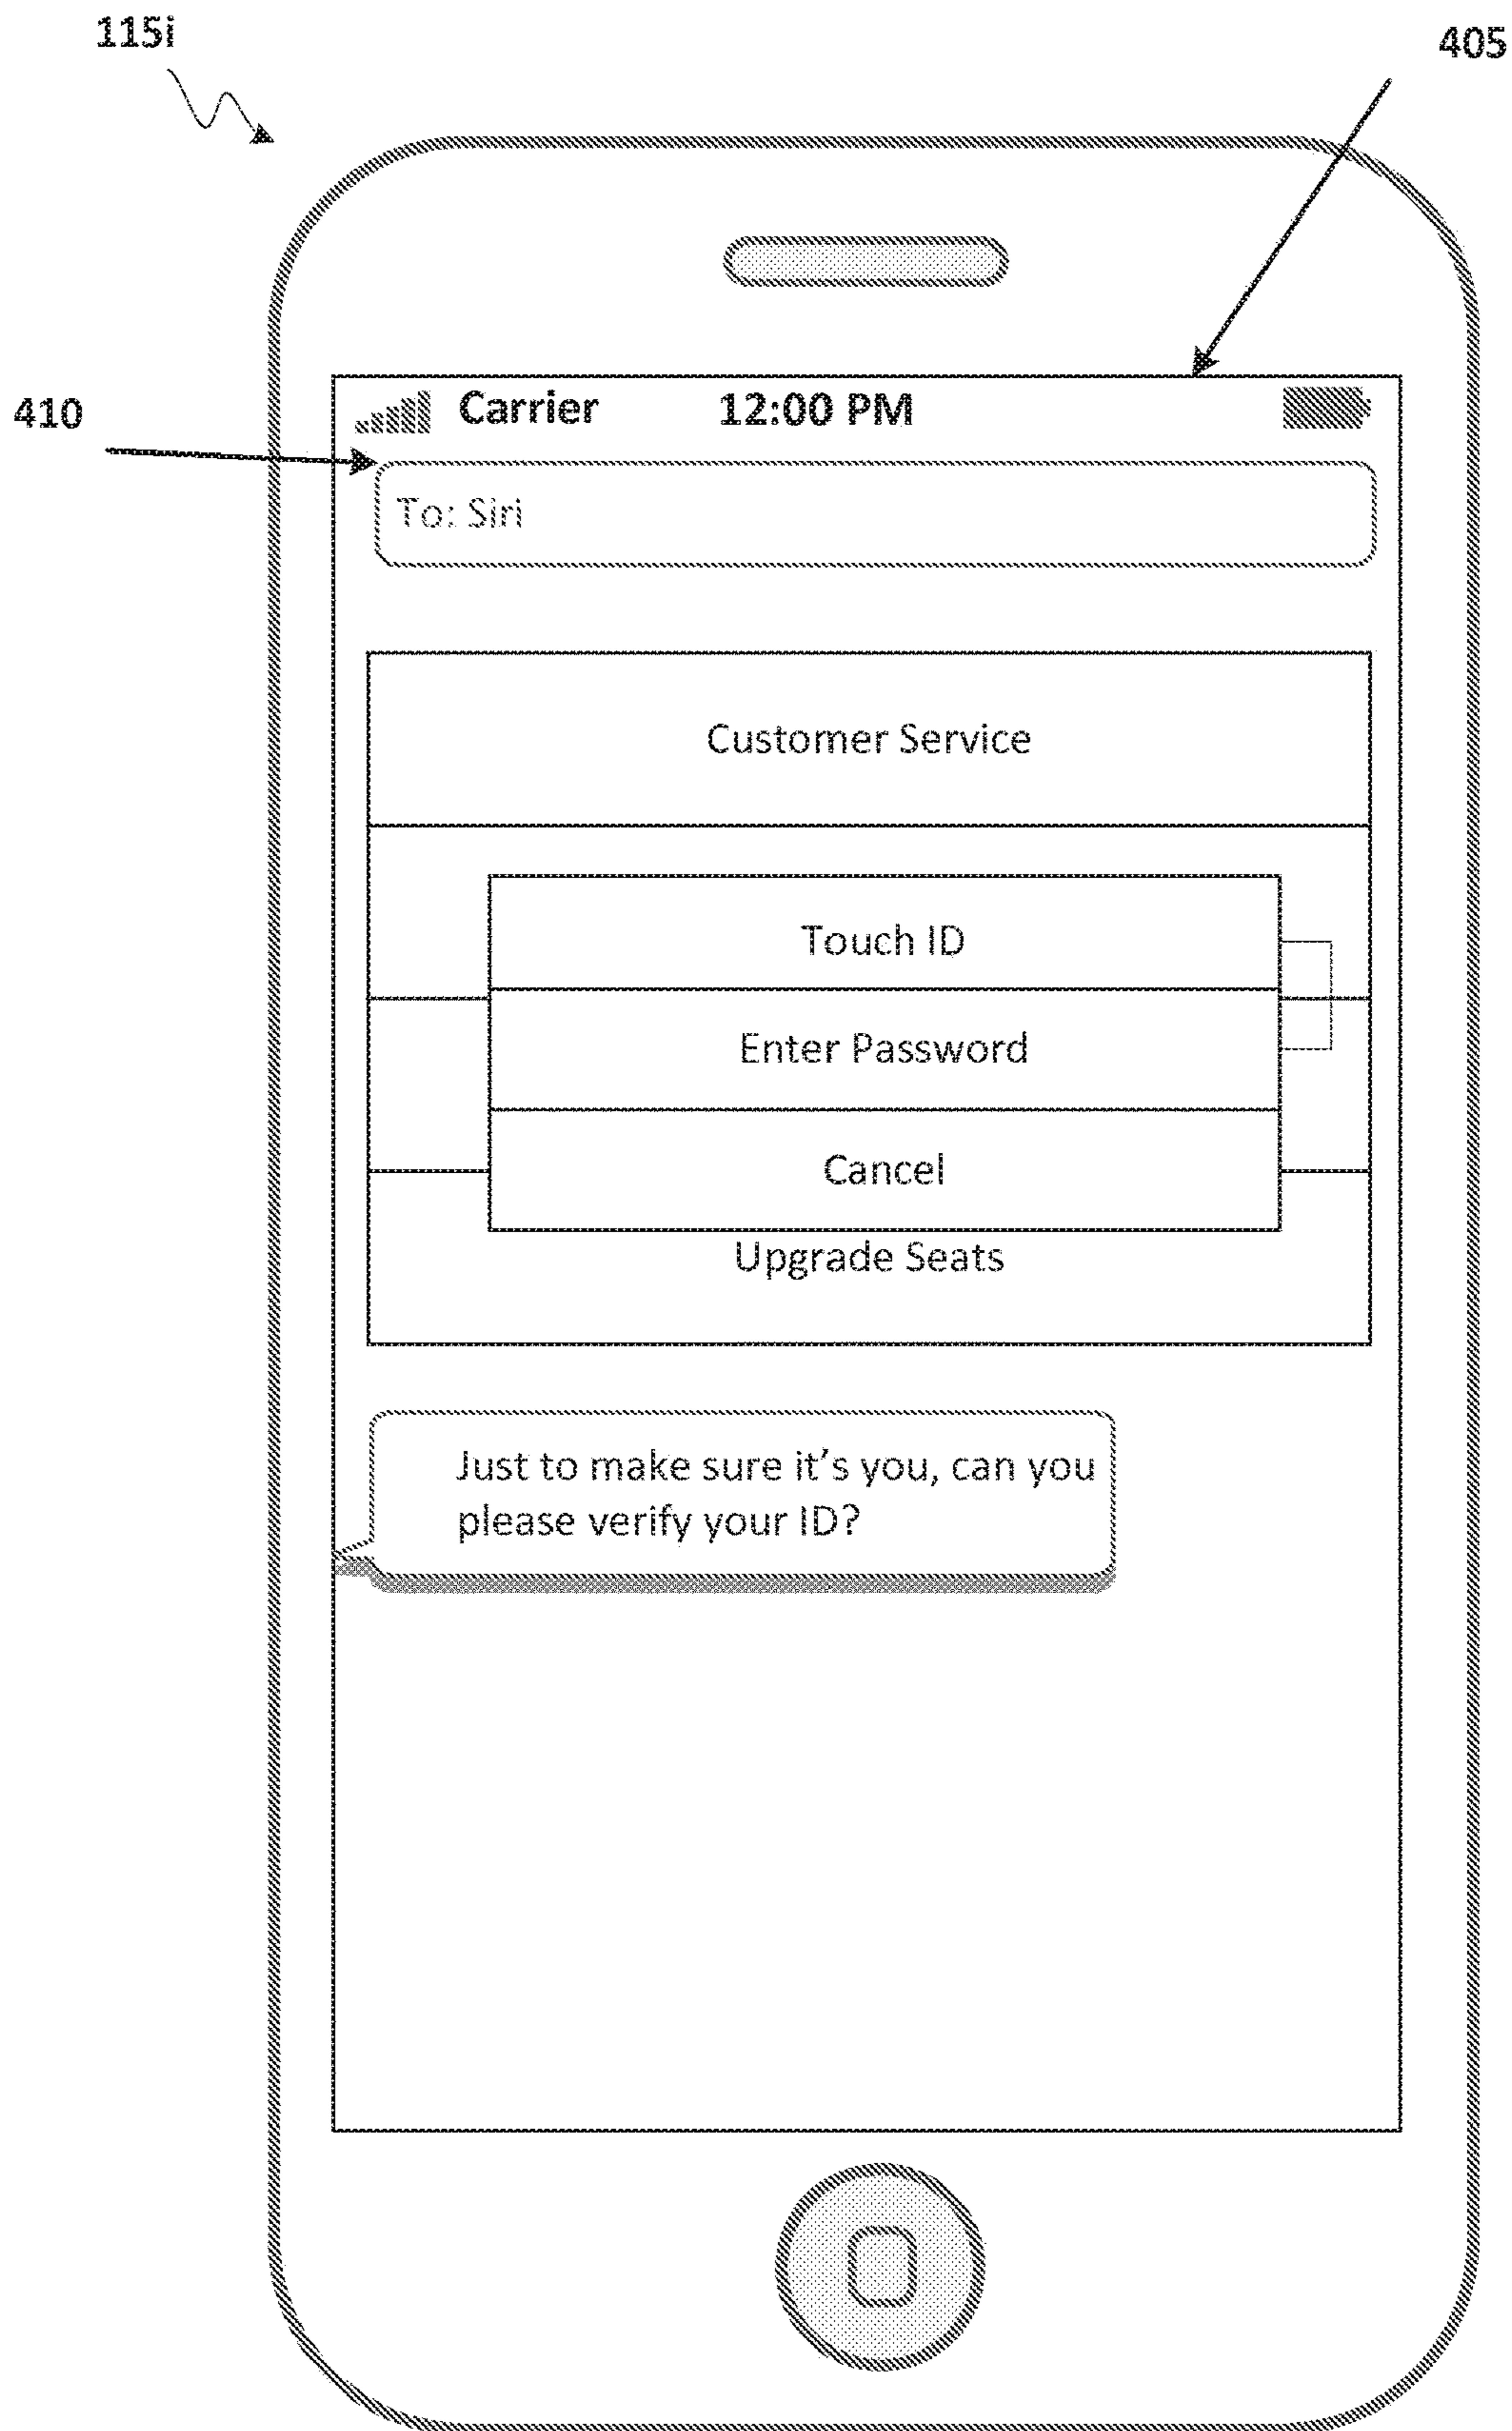 115i
405
410
Carrier 12:00 PM
To: Siri
Customer Service
Touch ID
Enter Password
Cancel
Upgrade Seats
Just to make sure it's you, can you
please verify your ID?